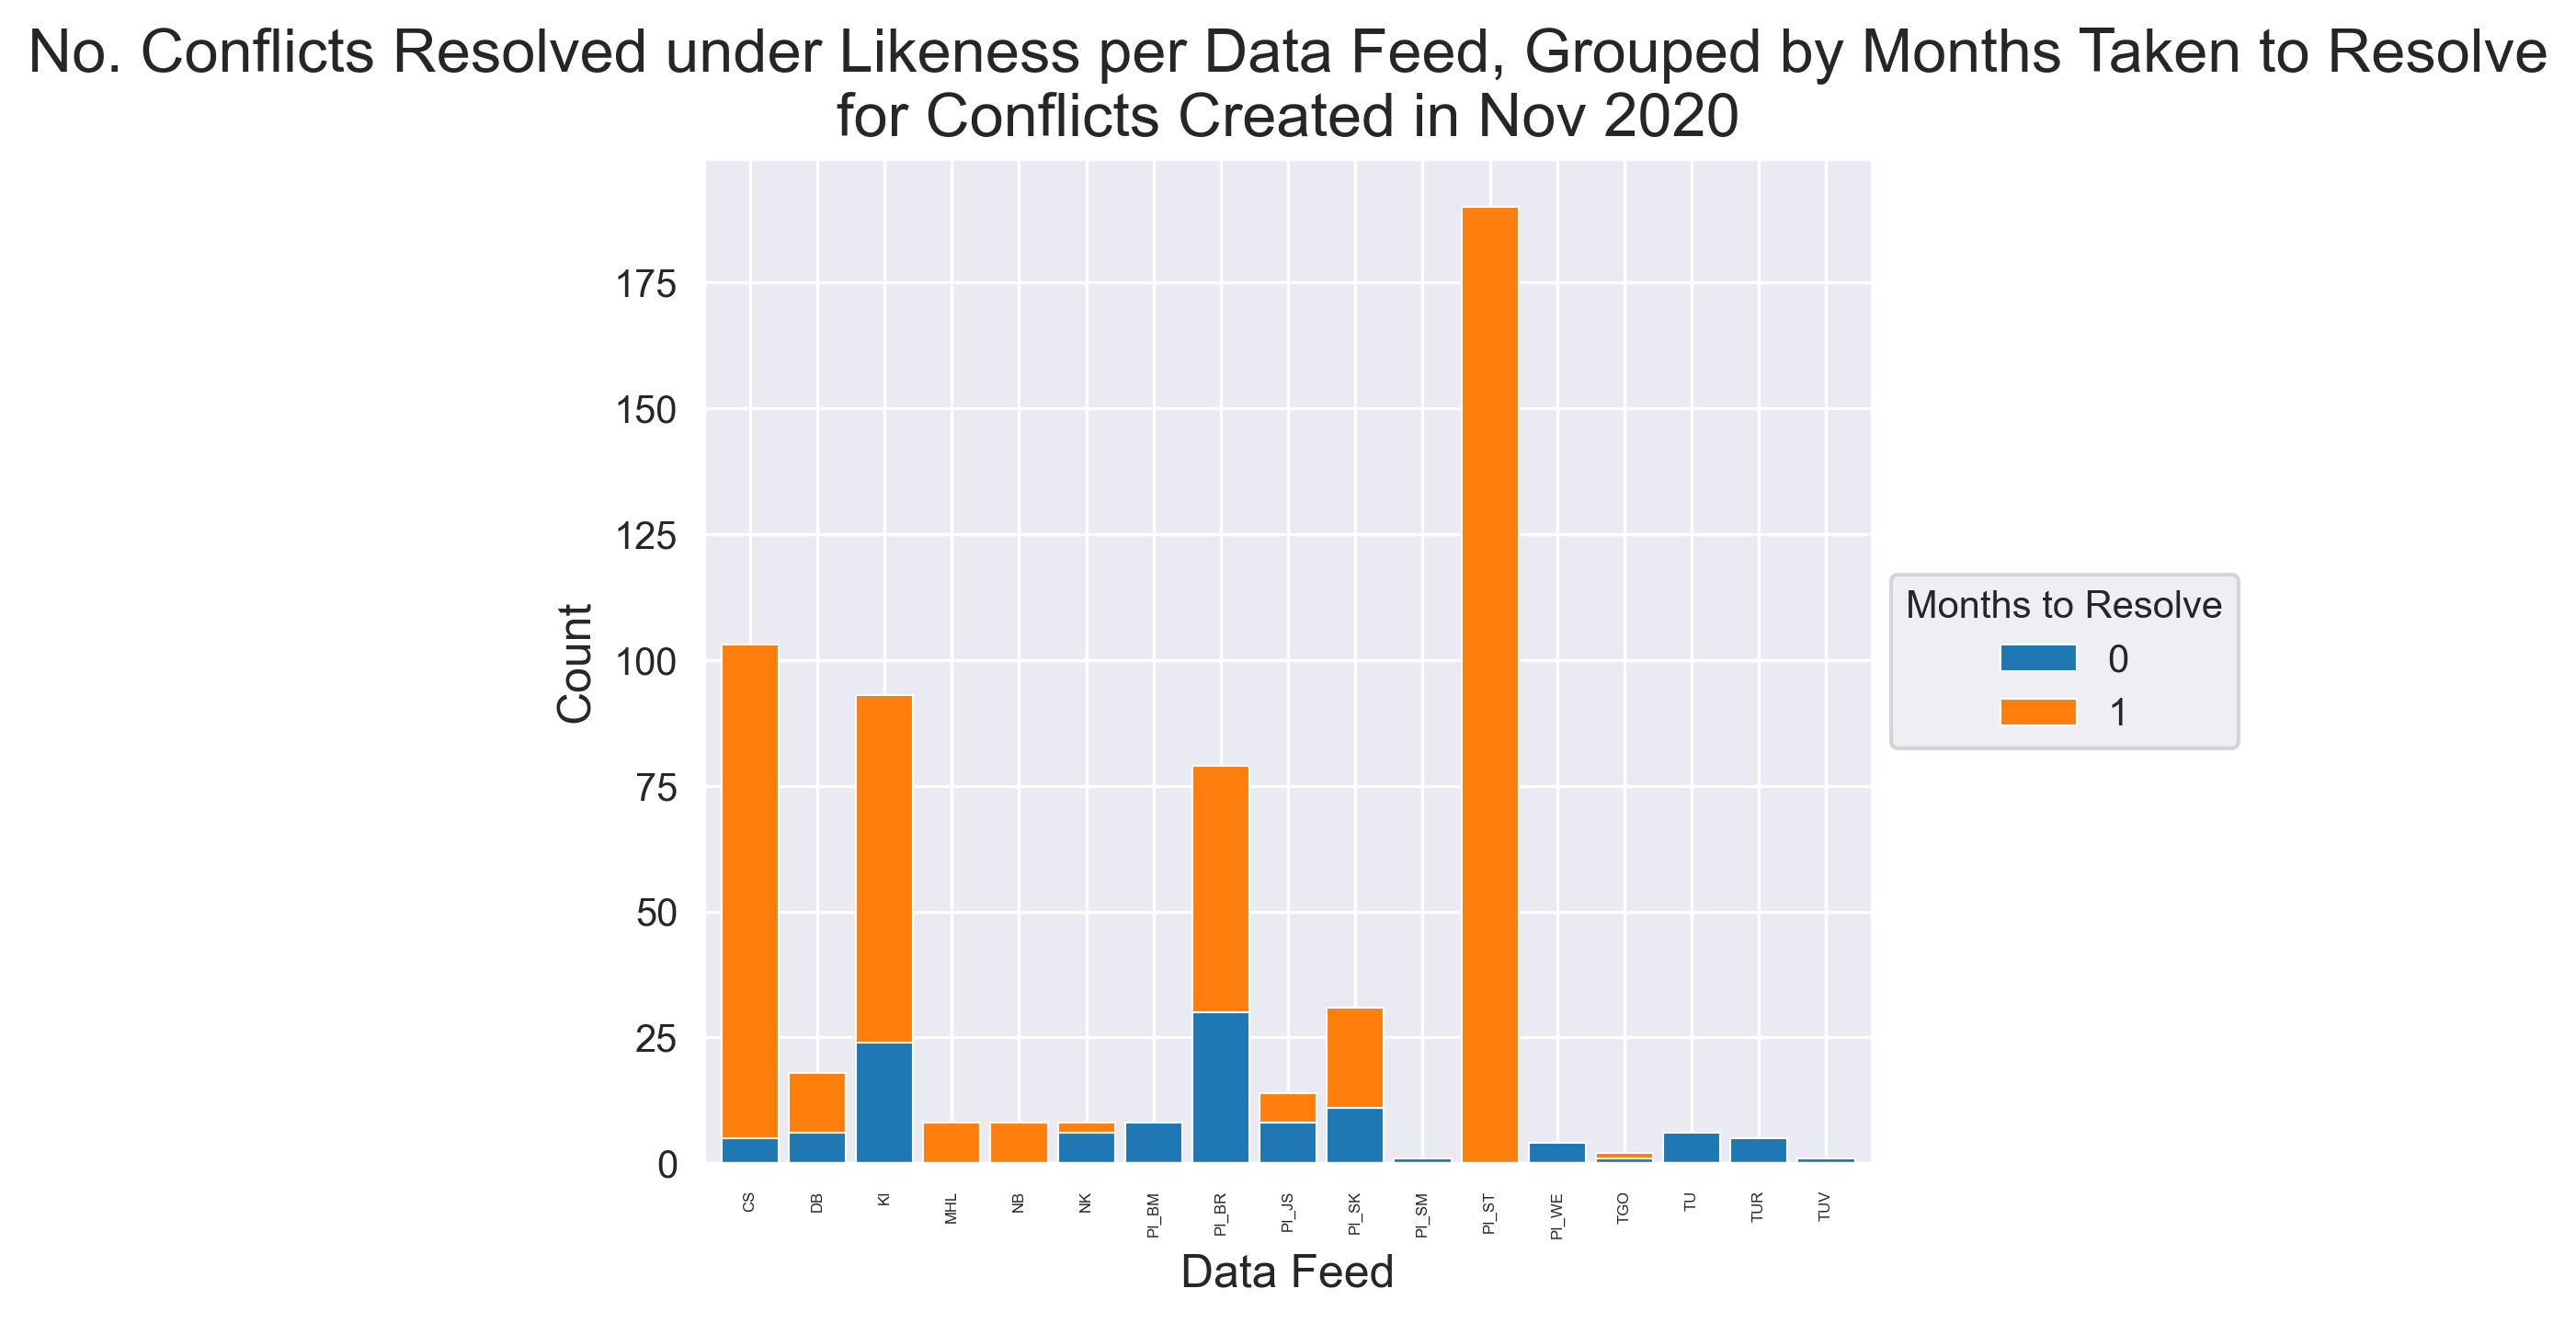 No. Conflicts Resolved under Likeness per Data Feed, Grouped by Months Taken to Resolve
for Conflicts Created in Nov 2020
175
150
125
100
75
50
25
0
Count
CS
DB
KI
MHL
NB
NK
PI_BM
PI_BR
PI_JS
PI_SK
PI_SM
PI_ST
PI_WE
TGO
TU
TUR
TUV
Data Feed
Months to Resolve
0
1